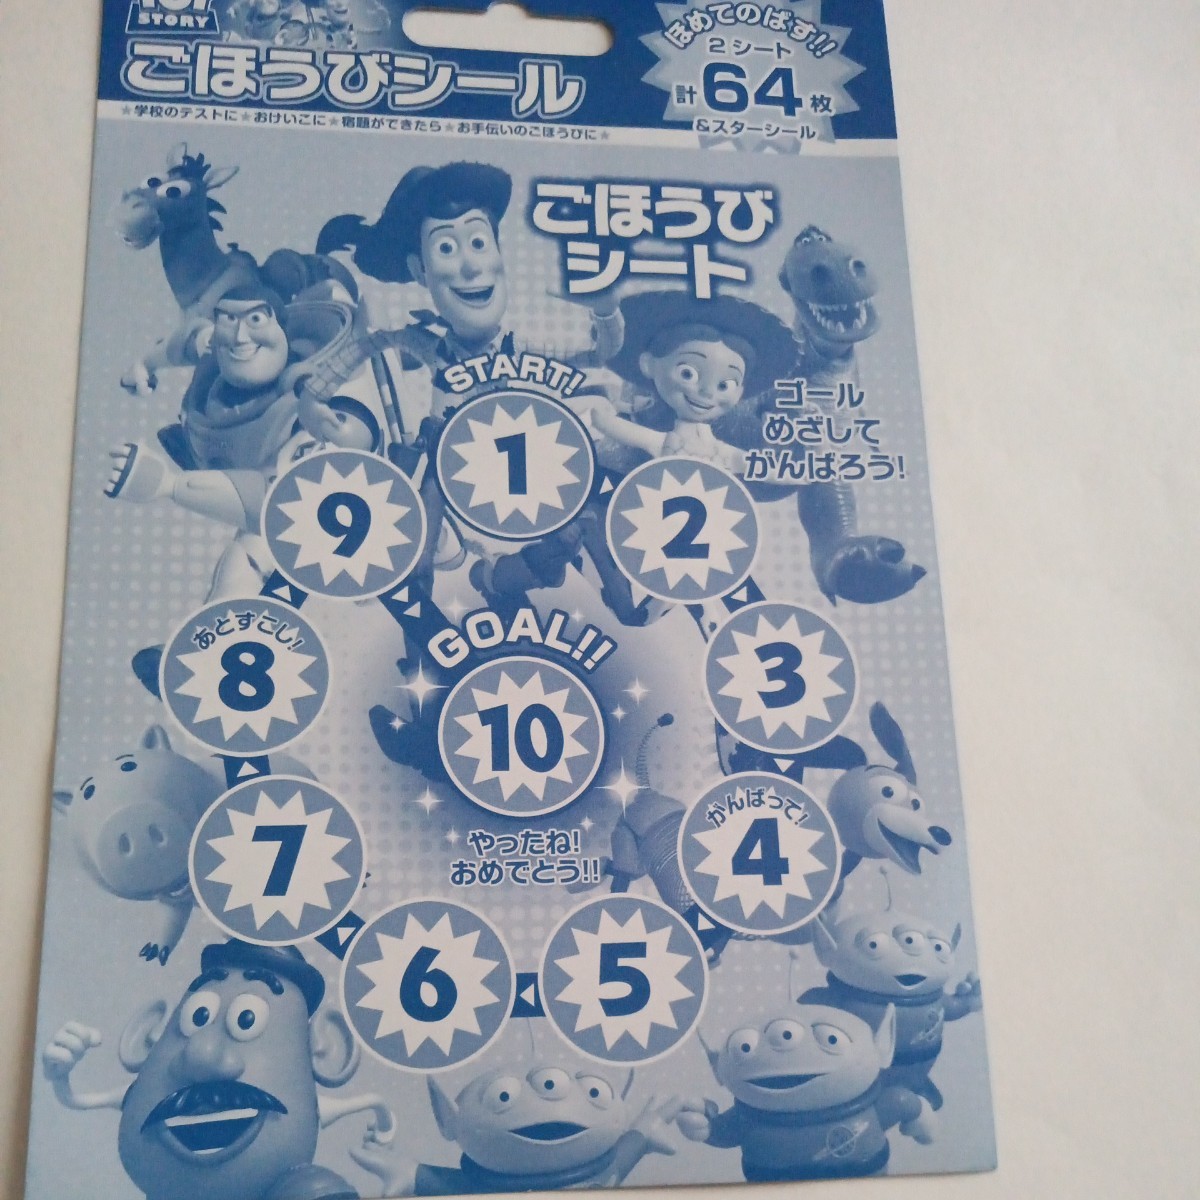 TOY
STORY
ごほうびシール
★学校のテストに★おけいこに★宿題ができたら★お手伝いのごほうびに★
ほめてのばす!!
2シート
計64枚
&スターシール
ごほうび
シート
ゴール
めざして
がんばろう!
START!
1
2
3
がんばって!
4
5
6
7
あとすこし!
8
9
GOAL!!
10
やったね!
おめでとう!!